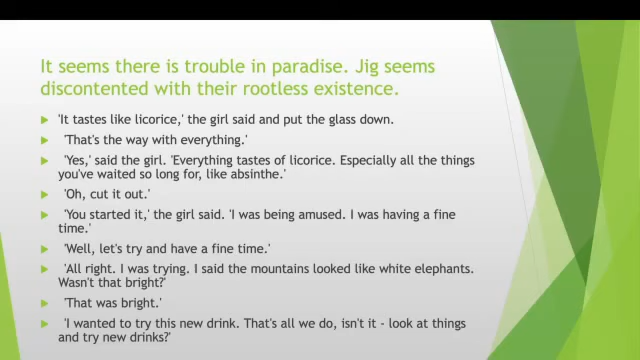 It seems there is trouble in paradise. Jig seems
discontented with their rootless existence.
'It tastes like licorice,' the girl said and put the glass down.
'That's the way with everything.'
'Yes,' said the girl. 'Everything tastes of licorice. Especially all the things
you've waited so long for, like absinthe.'
'Oh, cut it out.'
'You started it,' the girl said. 'I was being amused. I was having a fine
time.'
'Well, let's try and have a fine time.'
'All right. I was trying. I said the mountains looked like white elephants.
Wasn't that bright?'
'That was bright.'
'I wanted to try this new drink. That's all we do, isn't it - look at things
and try new drinks?'